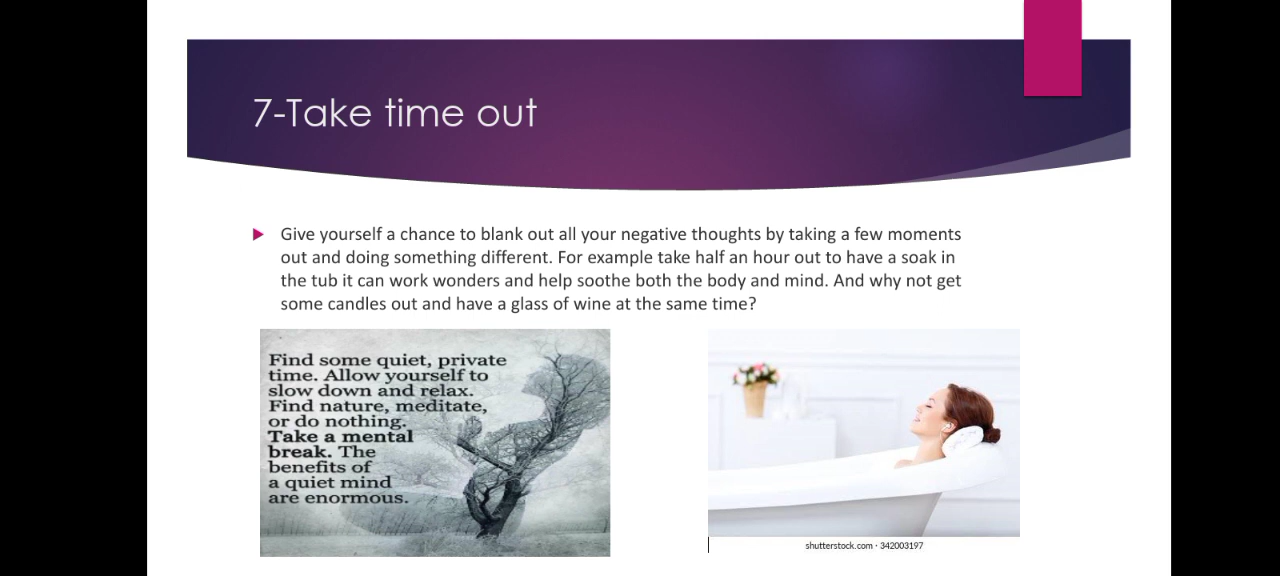 7-Take time out
Give yourself a chance to blank out all your negative thoughts by taking a few moments
out and doing something different. For example take half an hour out to have a soak in
the tub it can work wonders and help soothe both the body and mind. And why not get
some candles out and have a glass of wine at the same time?
Find some quiet, private
time. Allow yourself to
slow down and relax.
Find nature, meditate,
or do nothing.
Take a mental
break. The
benefits of
a quiet mind
are enormous.
shutterstock.com · 342003197